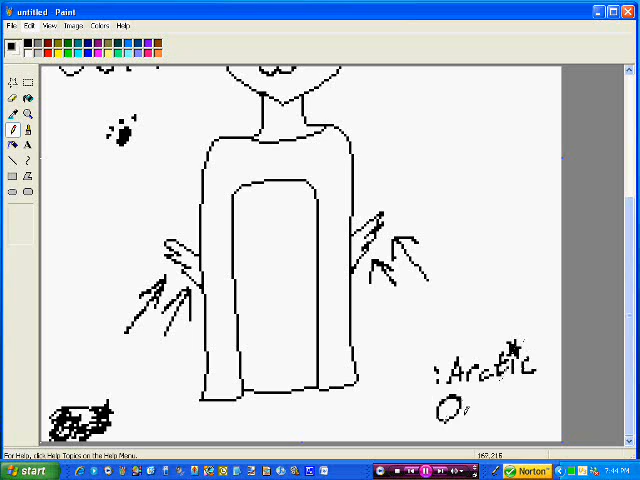 untitled - Paint
File Edit View Image Colors Help
:Arctic
O
For Help, click Help Topics on the Help Menu.
167,215
start
Norton™
7:44 PM